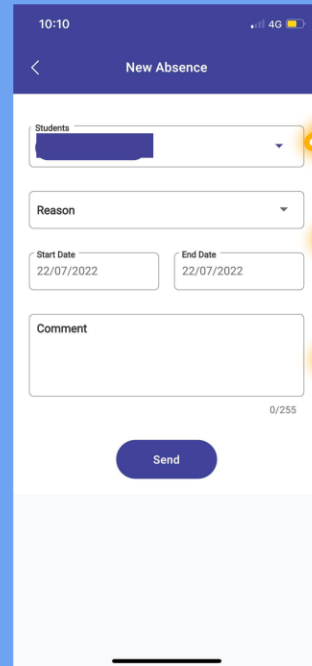 10:10
4G
New Absence
Students
Reason
Start Date
22/07/2022
End Date
22/07/2022
Comment
0/255
Send